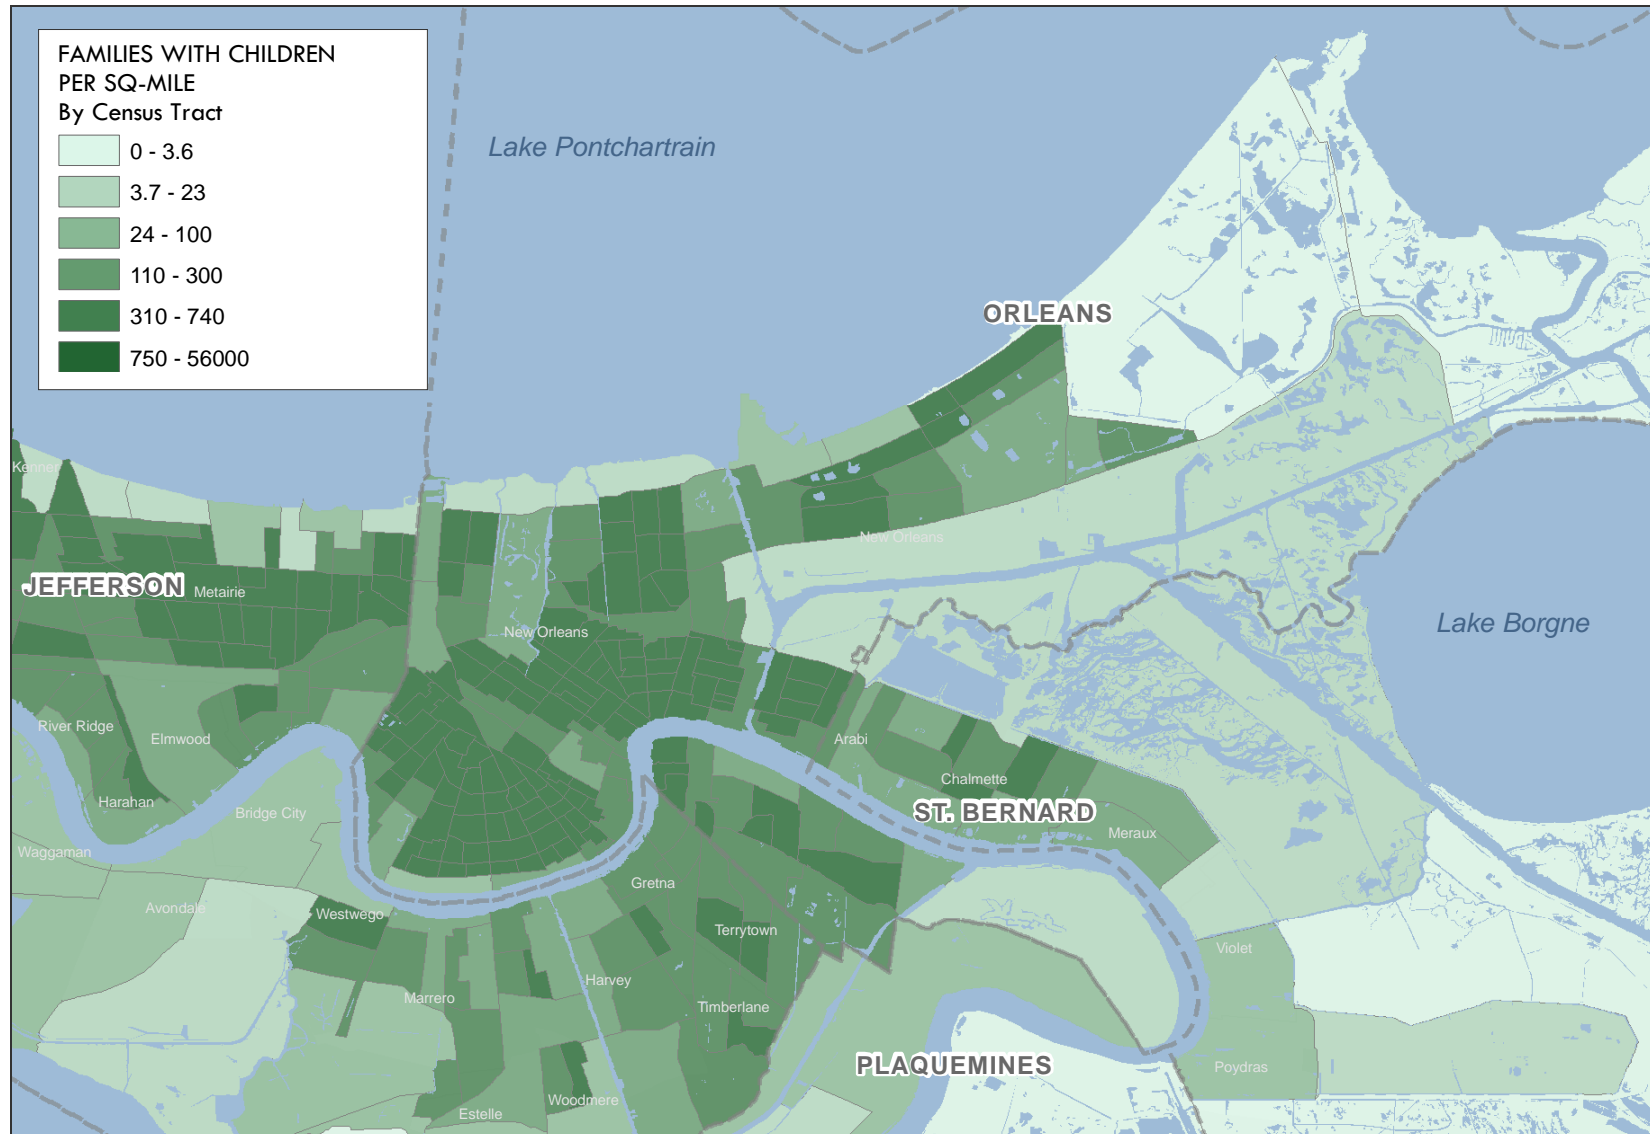 FAMILIES WITH CHILDREN
PER SQ-MILE
By Census Tract
0 - 3.6
3.7 - 23
24 - 100
110 - 300
310 - 740
750 - 56000
Lake Pontchartrain
ORLEANS
Kenner
New Orleans
JEFFERSON
Metairie
New Orleans
Lake Borgne
River Ridge
Elmwood
Arabi
Chalmette
Harahan
Bridge City
ST. BERNARD
Meraux
Waggaman
Gretna
Avondale
Westwego
Terrytown
Violet
Harvey
Marrero
Timberlane
PLAQUEMINES
Poydras
Woodmere
Estelle